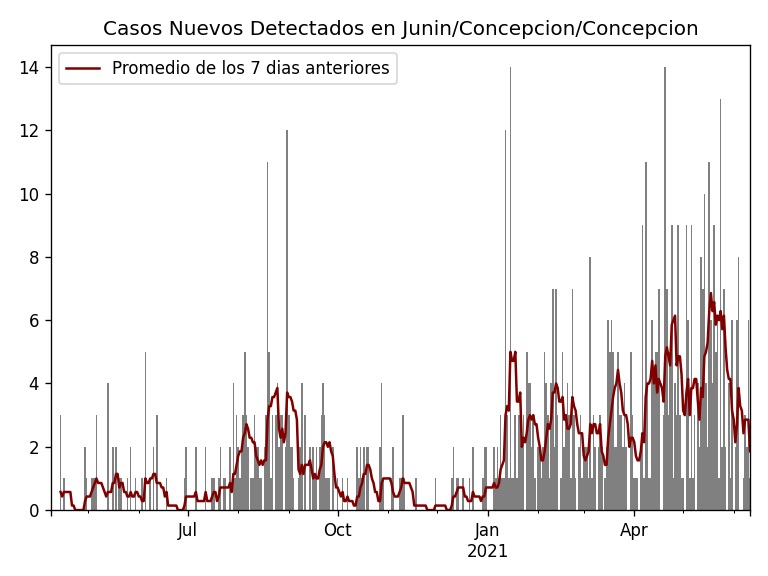 Casos Nuevos Detectados en Junin/Concepcion/Concepcion
Promedio de los 7 dias anteriores
14
12
10
8
6
4
2
0
Jul
Oct
Jan
2021
Apr